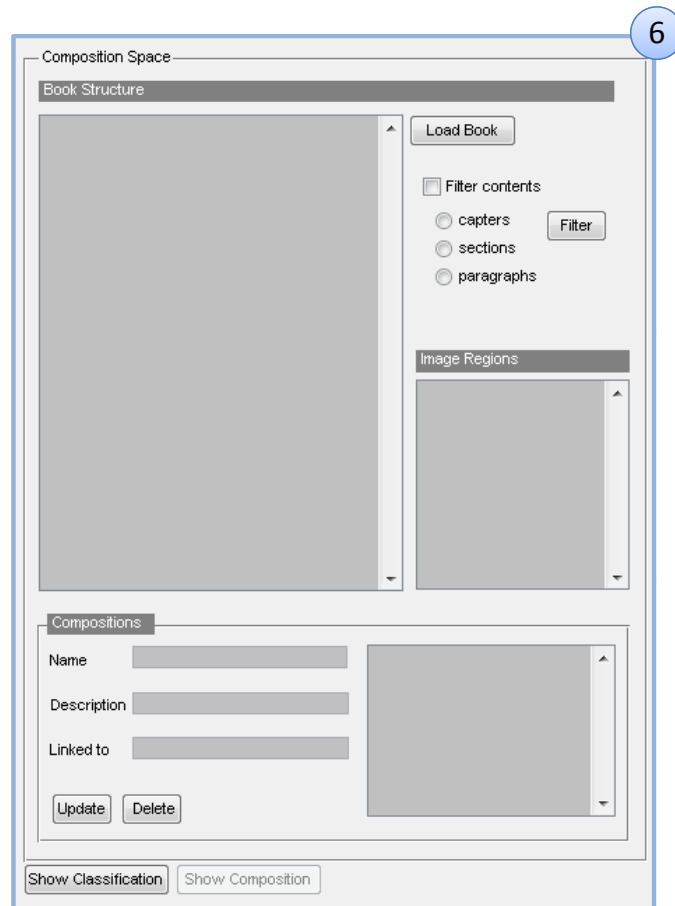 6
Composition Space
Book Structure
Load Book
Filter contents
capters
Filter
sections
paragraphs
Image Regions
Compositions
Name
Description
Linked to
Update Delete
Show Classification Show Composition